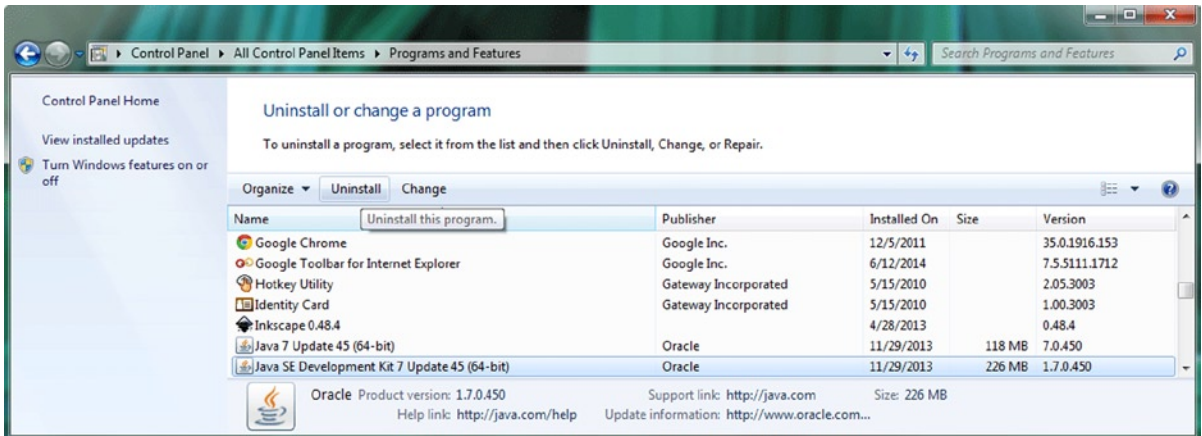 Control Panel All Control Panel Items Programs and Features Search Programs and Features
Control Panel Home
View installed updates
Turn Windows features on or
off
Uninstall or change a program
To uninstall a program, select it from the list and then click Uninstall, Change, or Repair.
Organize Uninstall Change
Name Publisher Installed On Size Version
Uninstall this program.
Google Chrome Google Inc. 12/5/2011 35.0.1916.153
Google Toolbar for Internet Explorer Google Inc. 6/12/2014 7.5.5111.1712
Hotkey Utility Gateway Incorporated 5/15/2010 2.05.3003
Identity Card Gateway Incorporated 5/15/2010 1.00.3003
Inkscape 0.48.4 4/28/2013 0.48.4
Java 7 Update 45 (64-bit) Oracle 11/29/2013 118 MB 7.0.450
Java SE Development Kit 7 Update 45 (64-bit) Oracle 11/29/2013 226 MB 1.7.0.450
Oracle Product version: 1.7.0.450 Support link: http://java.com Size: 226 MB
Help link: http://java.com/help Update information: http://www.oracle.com...